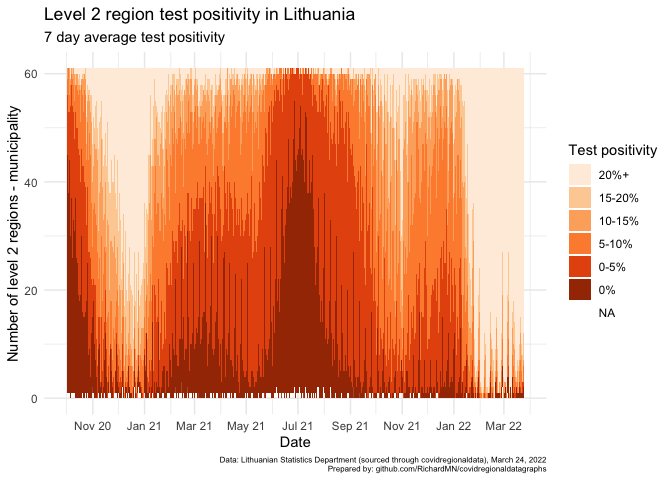 Level 2 region test positivity in Lithuania
7 day average test positivity
Number of level 2 regions - municipality
60
40
20
0
Nov 20 Jan 21 Mar 21 May 21 Jul 21 Sep 21 Nov 21 Jan 22 Mar 22
Date
Test positivity
20%+
15-20%
10-15%
5-10%
0-5%
0%
NA
Data: Lithuanian Statistics Department (sourced through covidregionaldata), March 24, 2022
Prepared by: github.com/RichardMN/covidregionaldatagraphs